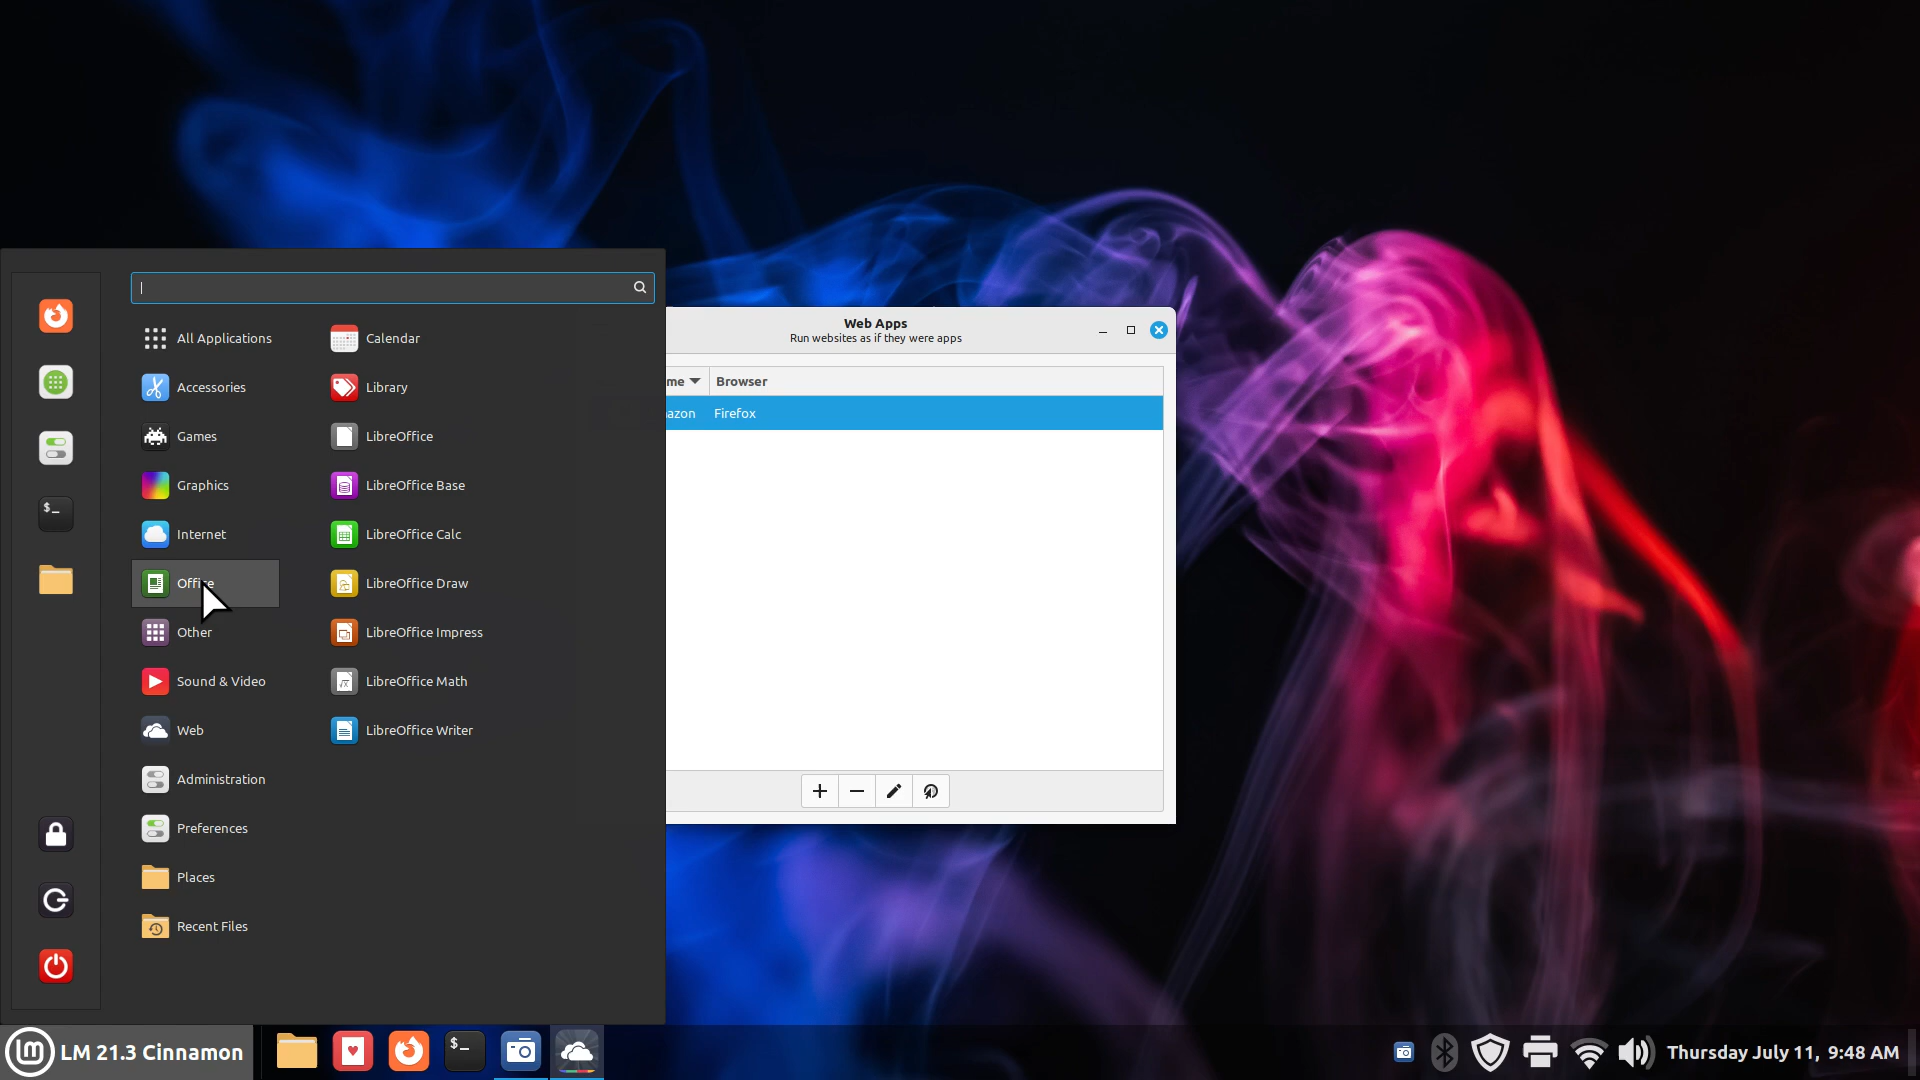 All Applications
Accessories
Games
Graphics
Internet
Office
Other
Sound & Video
Web
Administration
Preferences
Places
Recent Files
Calendar
Library
LibreOffice
LibreOffice Base
LibreOffice Calc
LibreOffice Draw
LibreOffice Impress
LibreOffice Math
LibreOffice Writer
Web Apps
Run websites as if they were apps
me Browser
azon Firefox
$_
LM 21.3 Cinnamon
$_
Thursday July 11, 9:48 AM